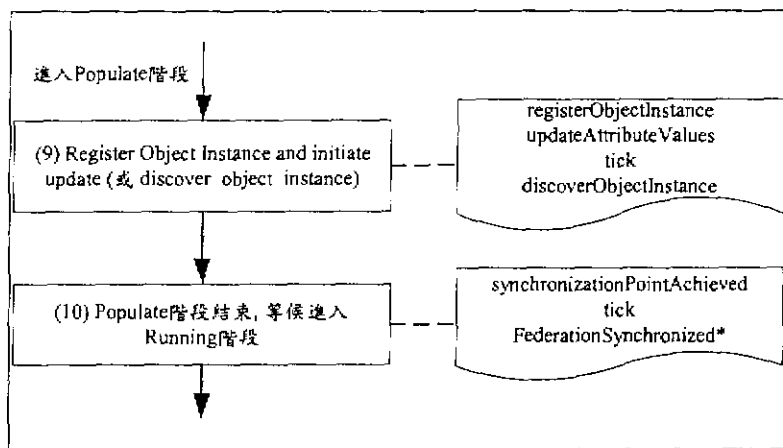 進入Populate階段
(9) Register Object Instance and initiate
update (或 discover object instance)
registerObjectInstance
updateAttributeValues
tick
discoverObjectInstance
(10) Populate階段結束, 等候進入
Running階段
synchronizationPointAchieved
tick
FederationSynchronized*